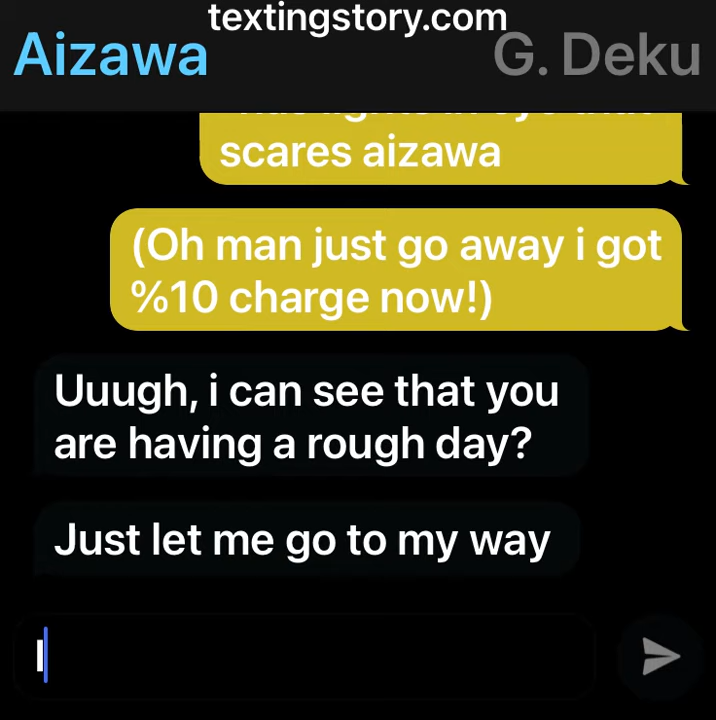 textingstory.com
Aizawa
G. Deku
scares aizawa
(Oh man just go away i got
%10 charge now!)
Uuugh, i can see that you
are having a rough day?
Just let me go to my way
I